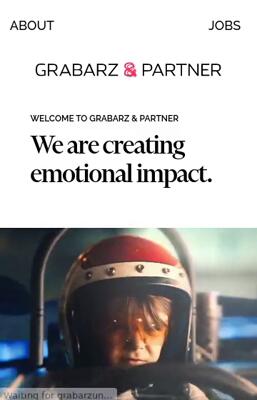 ABOUT JOBS
GRABARZ & PARTNER
WELCOME TO GRABARZ & PARTNER
We are creating
emotional impact.
Waiting for grabarzun...